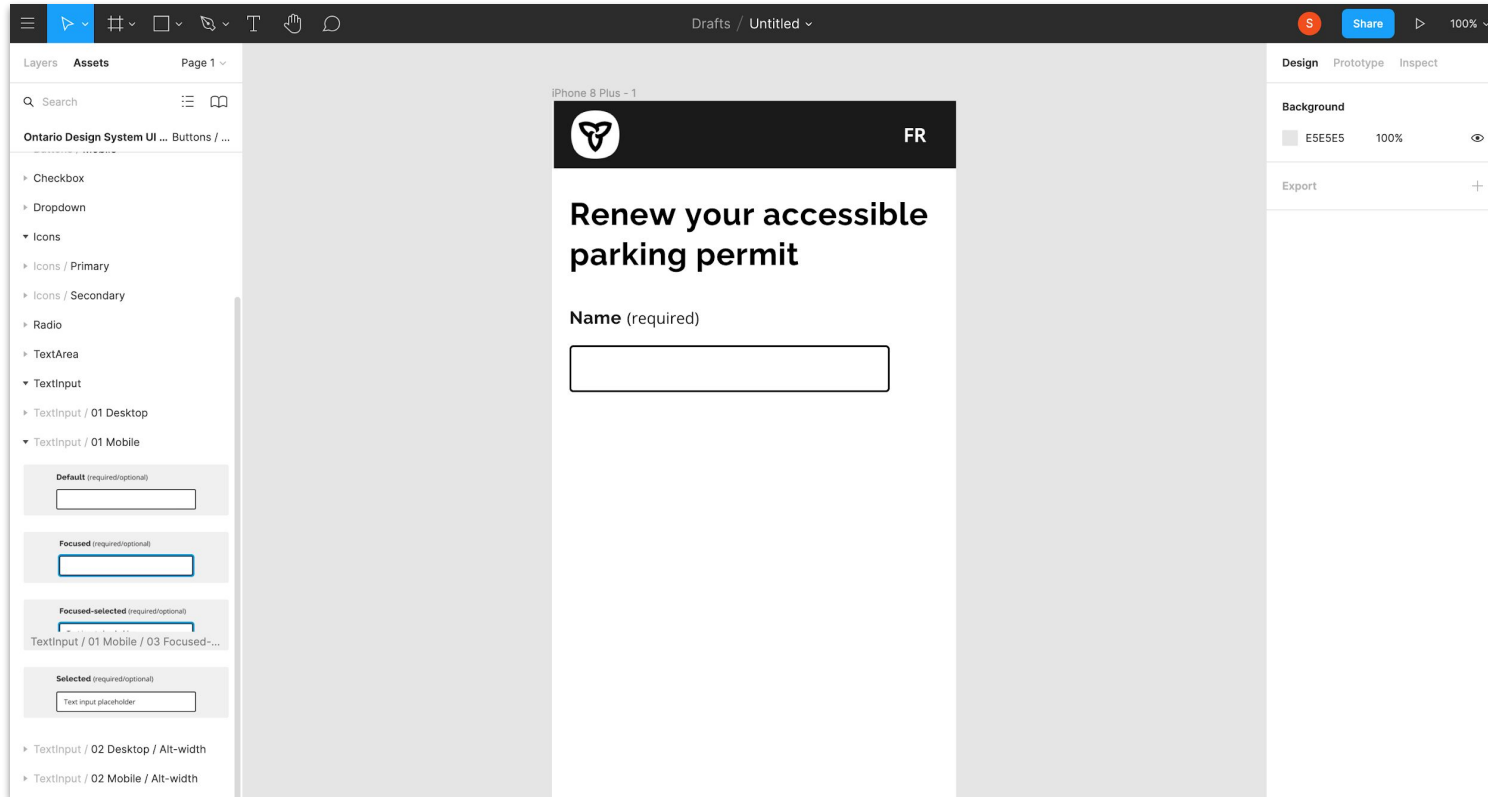 Drafts / Untitled
S
Share
100%
Layers Assets Page 1
Search
Ontario Design System UI ... Buttons / ...
Checkbox
Dropdown
Icons
Icons / Primary
Icons / Secondary
Radio
TextArea
TextInput
TextInput / 01 Desktop
TextInput / 01 Mobile
Default (required/optional)
Focused (required/optional)
Focused-selected (required/optional)
TextInput / 01 Mobile / 03 Focused-...
Selected (required/optional)
Text input placeholder
TextInput / 02 Desktop / Alt-width
TextInput / 02 Mobile / Alt-width
iPhone 8 Plus - 1
FR
Renew your accessible
parking permit
Name (required)
Design Prototype Inspect
Background
E5E5E5 100%
Export